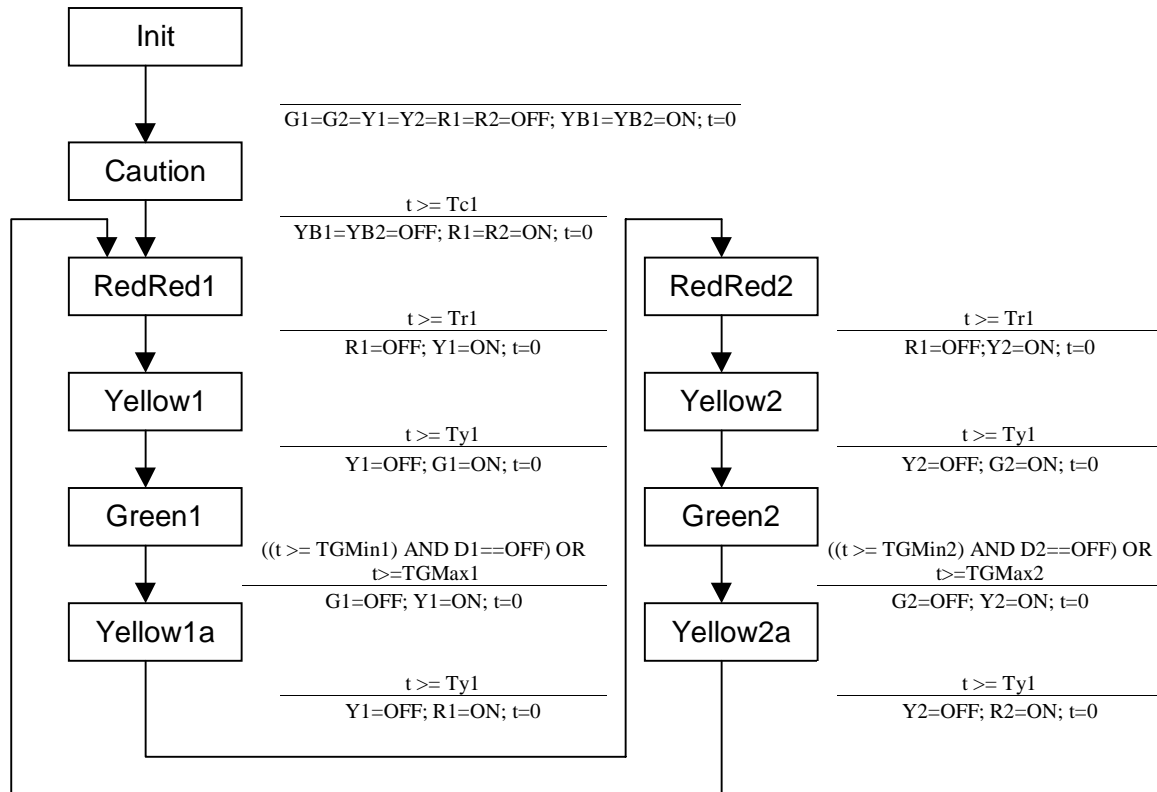 Init
G1=G2=Y1=Y2=R1=R2=OFF; YB1=YB2=ON; t=0
Caution
t >= Tc1
YB1=YB2=OFF; R1=R2=ON; t=0
RedRed1
t >= Tr1
R1=OFF; Y1=ON; t=0
Yellow1
t >= Ty1
Y1=OFF; G1=ON; t=0
Green1
((t >= TGMin1) AND D1==OFF) OR
t>=TGMax1
G1=OFF; Y1=ON; t=0
Yellow1a
t >= Ty1
Y1=OFF; R1=ON; t=0
RedRed2
t >= Tr1
R1=OFF;Y2=ON; t=0
Yellow2
t >= Ty1
Y2=OFF; G2=ON; t=0
Green2
((t >= TGMin2) AND D2==OFF) OR
t>=TGMax2
G2=OFF; Y2=ON; t=0
Yellow2a
t >= Ty1
Y2=OFF; R2=ON; t=0